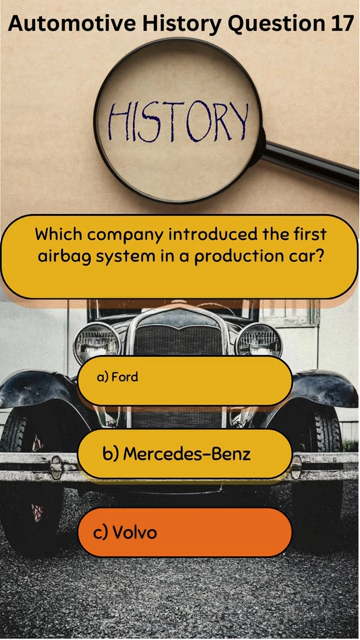 Automotive History Question 17
HISTORY
Which company introduced the first
airbag system in a production car?
a) Ford
b) Mercedes-Benz
c) Volvo